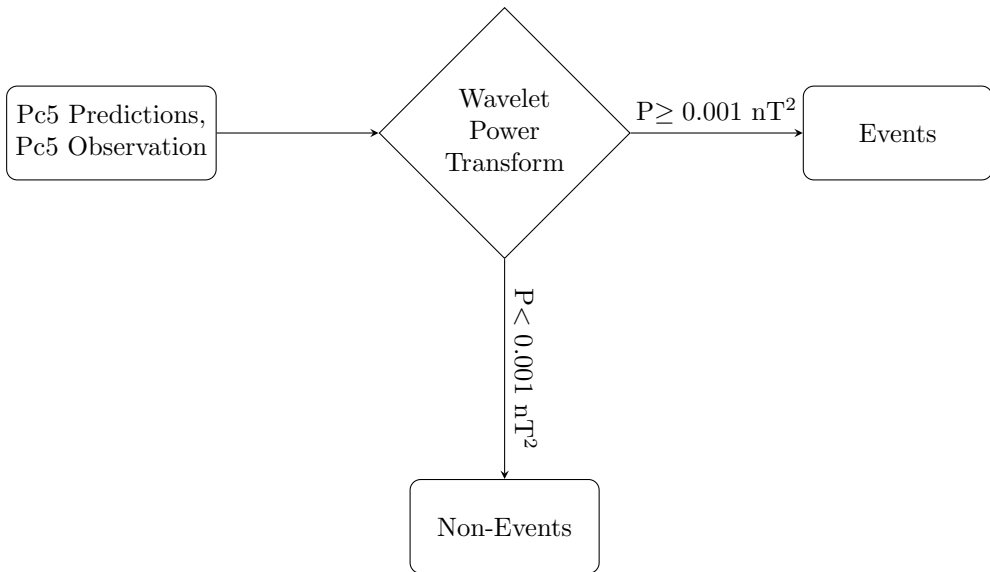 Pc5 Predictions,
Pc5 Observation
Wavelet
Power
Transform
P≥ 0.001 nT²
Events
P< 0.001 nT²
Non-Events